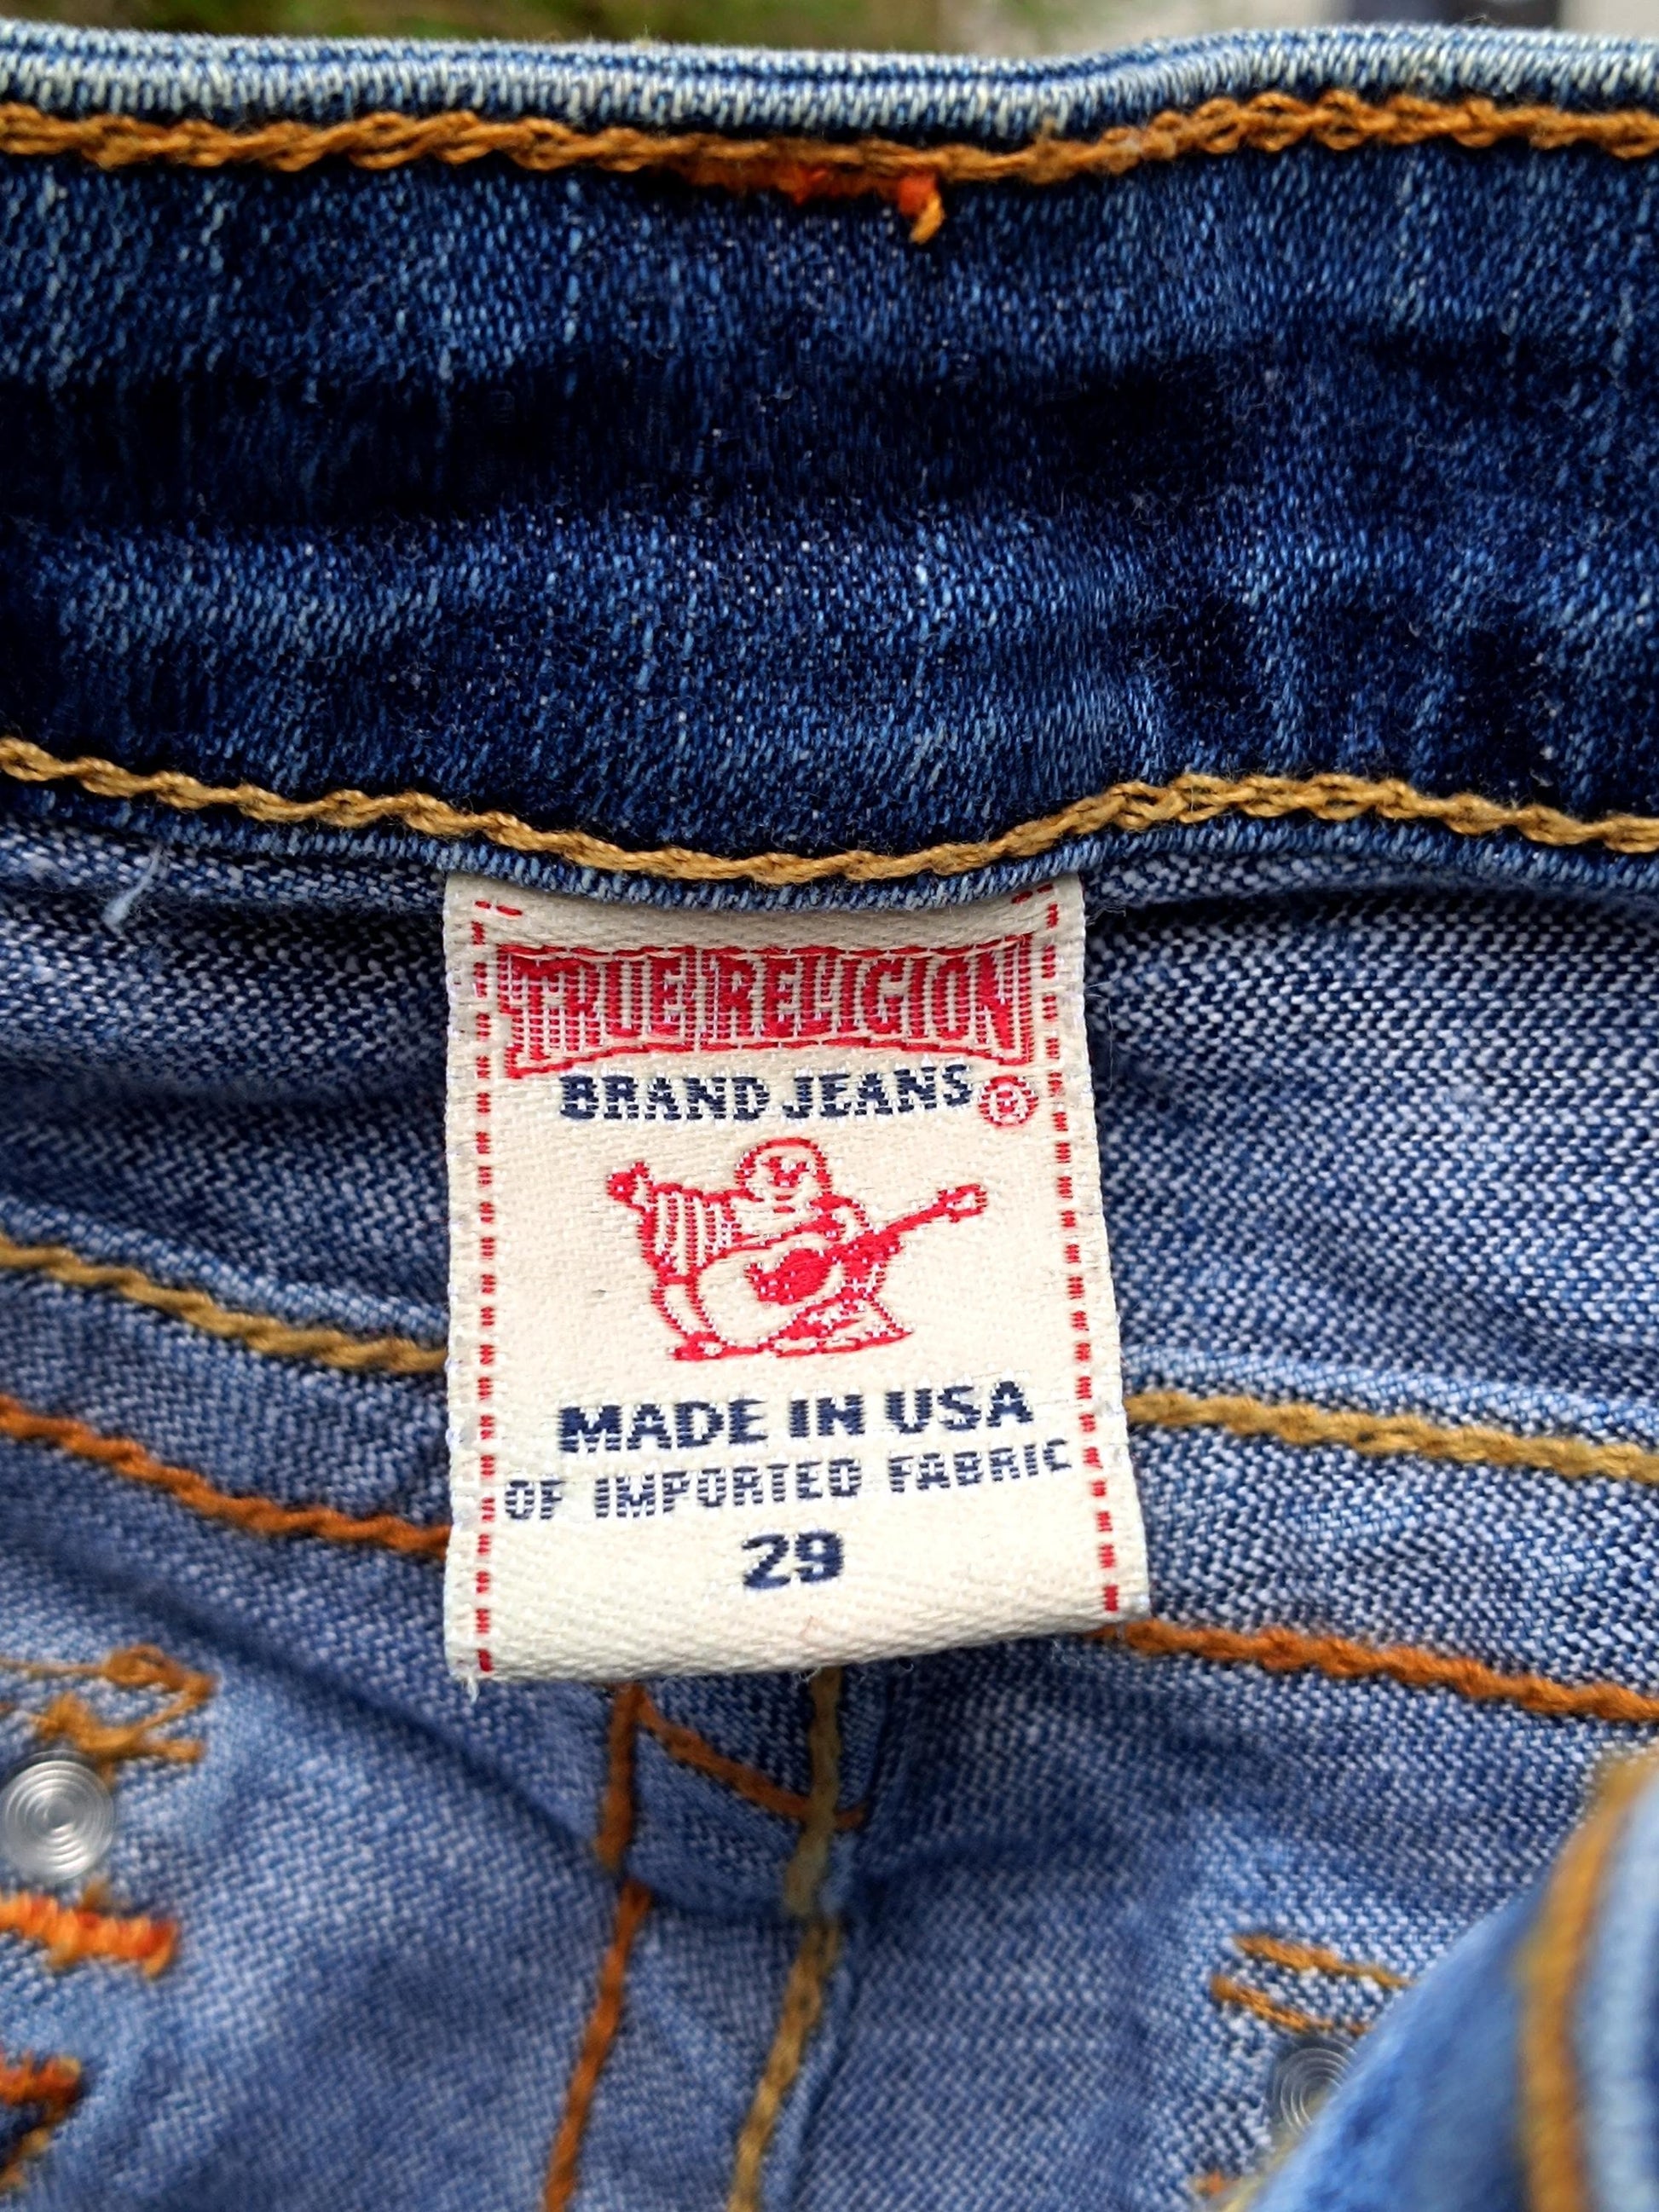 TRUE RELIGION
BRAND JEANS ®
MADE IN USA
OF IMPORTED FABRIC
29